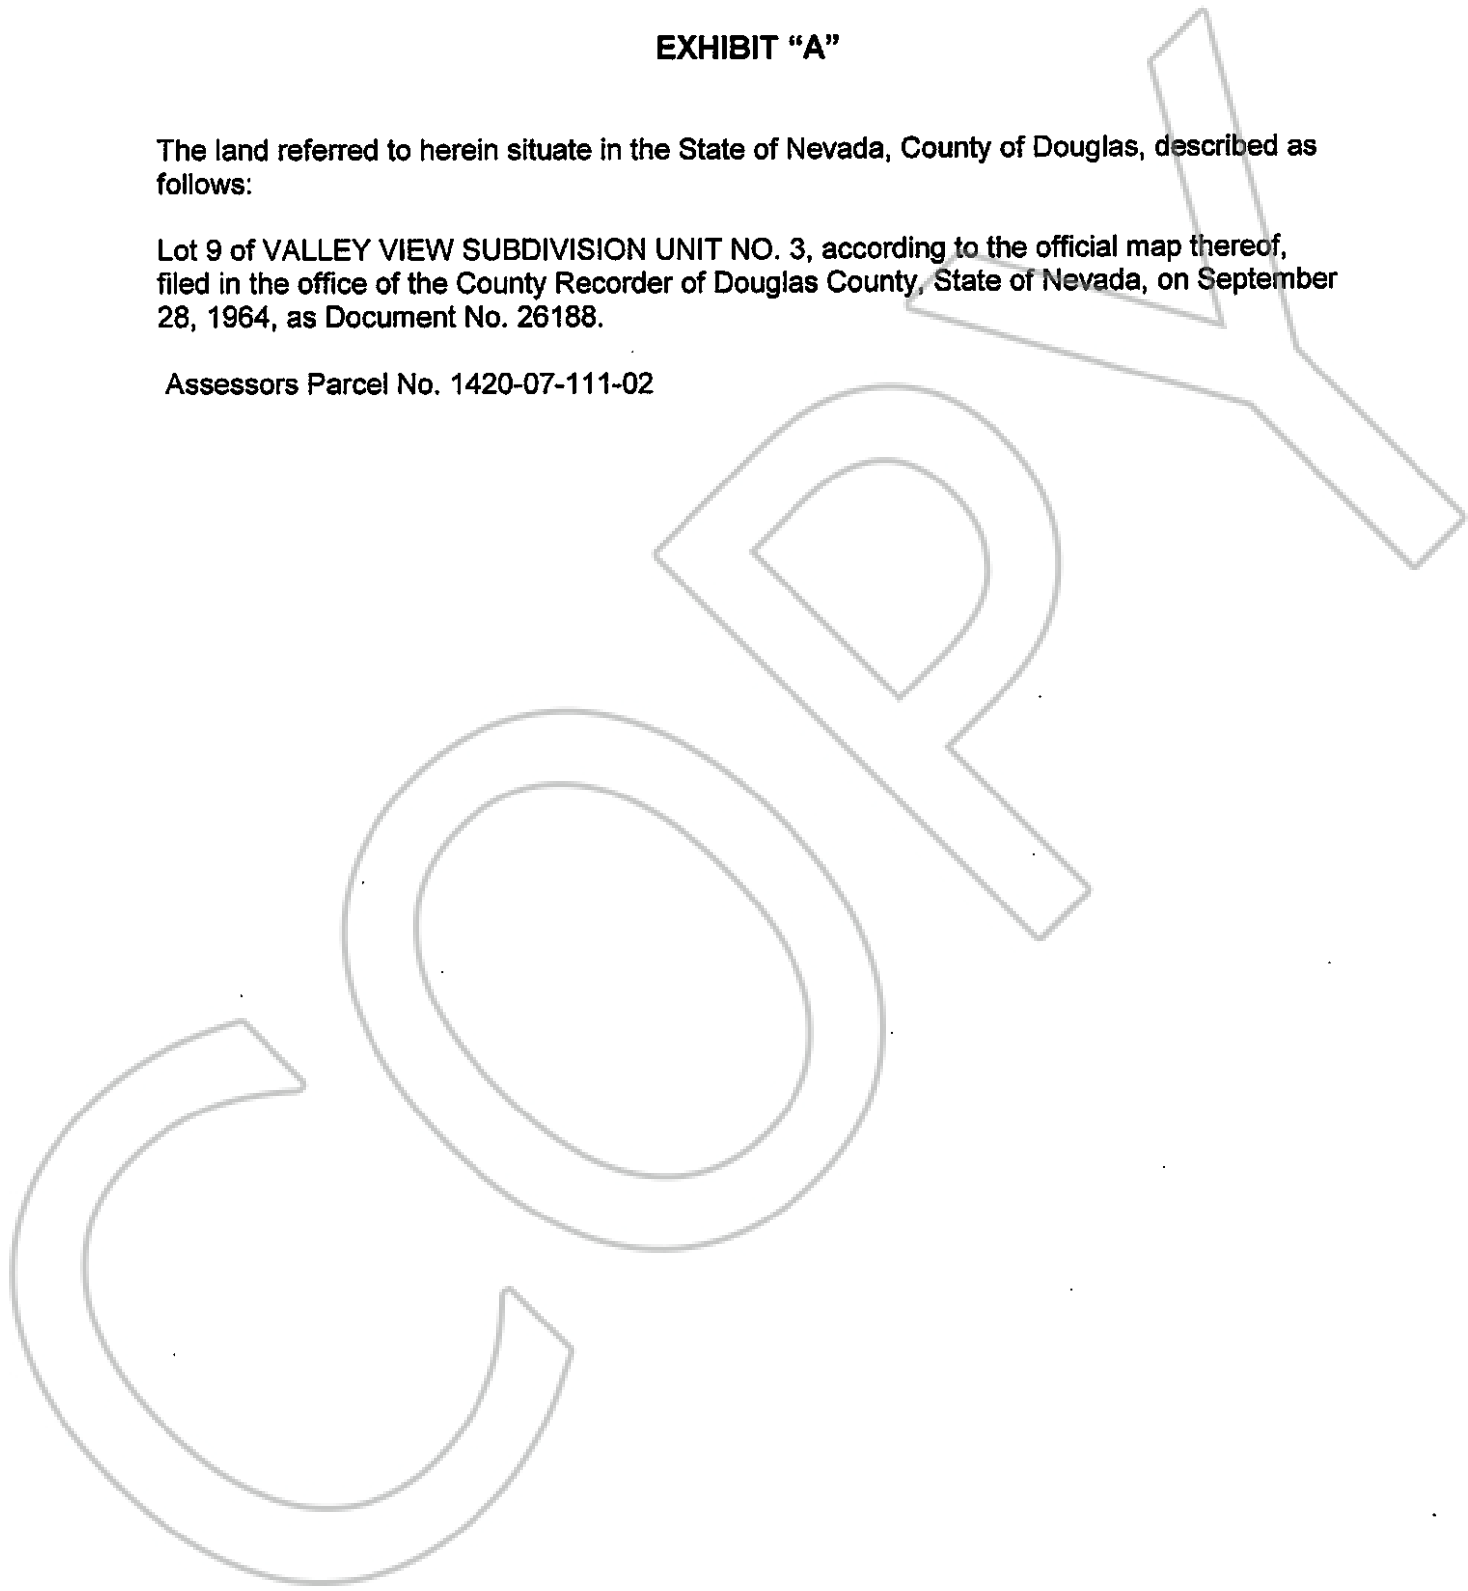 EXHIBIT “A”
The land referred to herein situate in the State of Nevada, County of Douglas, described as
follows:
Lot 9 of VALLEY VIEW SUBDIVISION UNIT NO. 3, according to the official map thereof,
filed in the office of the County Recorder of Douglas County, State of Nevada, on September
28, 1964, as Document No. 26188.
Assessors Parcel No. 1420-07-111-02
COPY